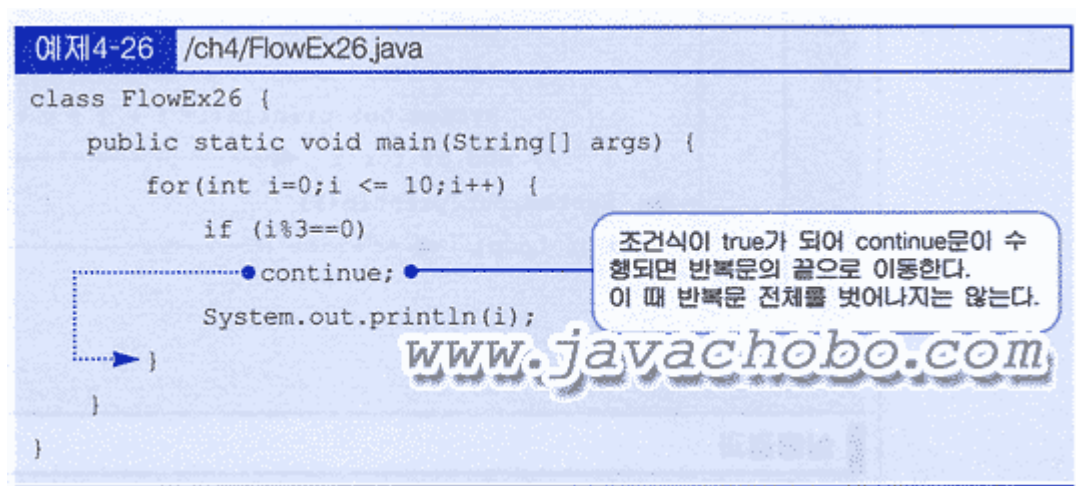 예제4-26 /ch4/FlowEx26.java
class FlowEx26 {
public static void main(String[] args) {
for(int i=0;i <= 10;i++) {
if (i%3==0)
continue;
조건식이 true가 되어 continue문이 수
행되면 반복문의 끝으로 이동한다.
이 때 반복문 전체를 벗어나지는 않는다.
System.out.println(i);
www.javachobo.com
}
}
}